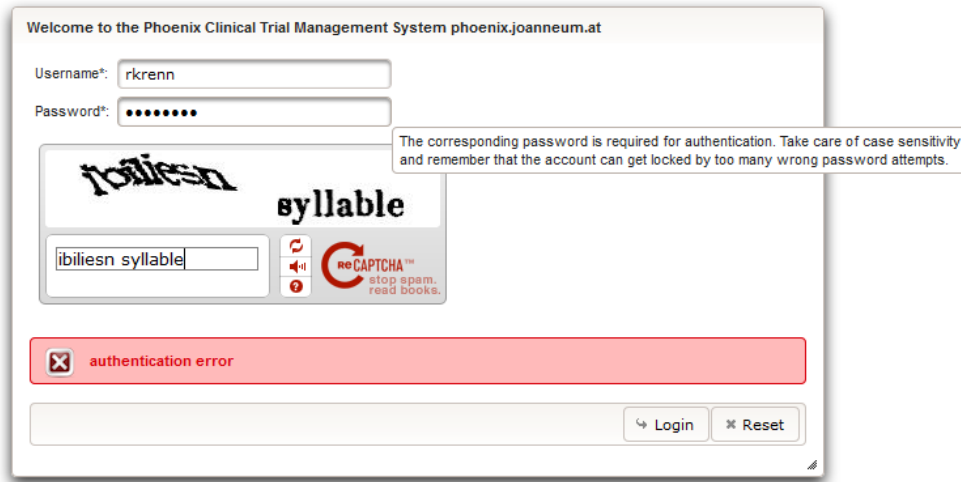 Welcome to the Phoenix Clinical Trial Management System phoenix.joanneum.at
Username*: rkrenn
Password*: ••••••••
The corresponding password is required for authentication. Take care of case sensitivity
and remember that the account can get locked by too many wrong password attempts.
syllable
ibiliesn syllable
reCAPTCHA™
stop spam.
read books.
authentication error
Login Reset